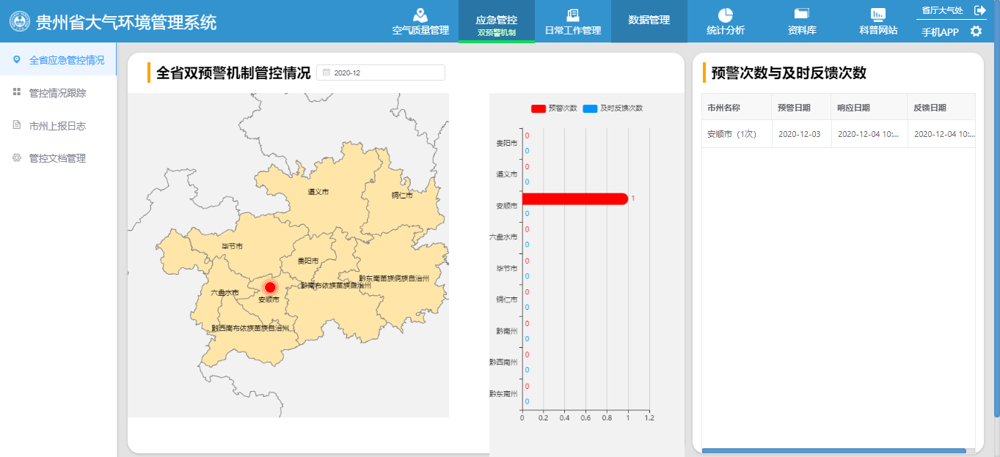 贵州省大气环境管理系统
空气质量管理
应急管控
双预警机制
日常工作管理
数据管理
统计分析
资料库
科普网站
省厅大气处
手机APP
全省应急管控情况
管控情况跟踪
市州上报日志
管控文档管理
全省双预警机制管控情况
2020-12
遵义市
铜仁市
毕节市
贵阳市
黔东南苗族侗族自治州
黔南布依族苗族自治州
六盘水市
安顺市
黔西南布依族苗族自治州
预警次数 及时反馈次数
贵阳市 0 0
遵义市 0 0
安顺市 1 0
六盘水市 0 0
毕节市 0 0
铜仁市 0 0
黔南州 0 0
黔西南州 0 0
黔东南州 0 0
0 0.2 0.4 0.6 0.8 1 1.2
预警次数与及时反馈次数
市州名称 预警日期 响应日期 反馈日期
安顺市（1次） 2020-12-03 2020-12-04 10:... 2020-12-04 10:...